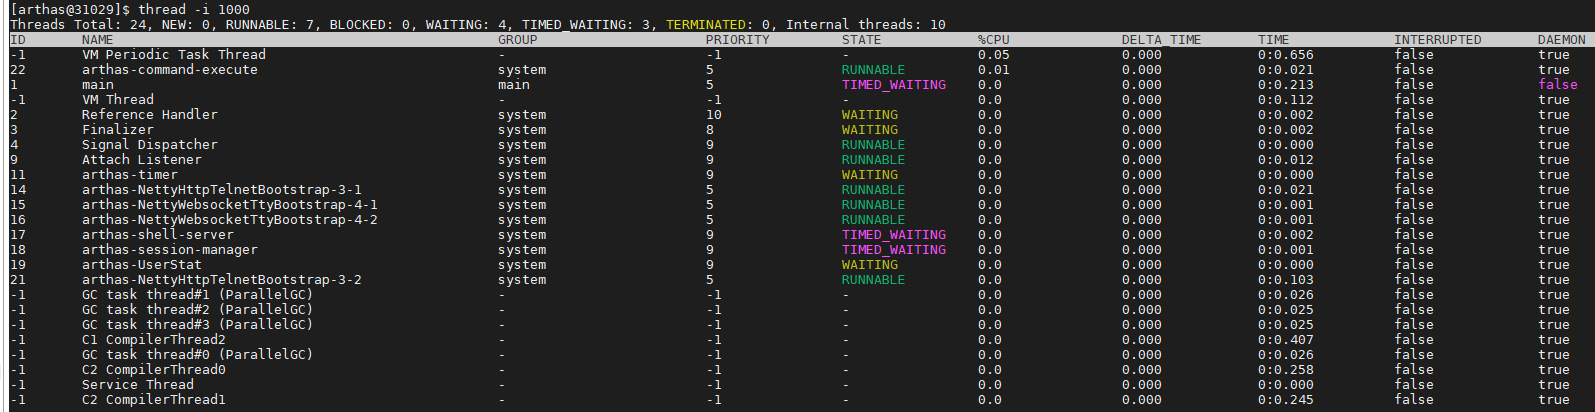 [arthas@31029]$ thread -i 1000
Threads Total: 24, NEW: 0, RUNNABLE: 7, BLOCKED: 0, WAITING: 4, TIMED_WAITING: 3, TERMINATED: 0, Internal threads: 10
ID NAME GROUP PRIORITY STATE %CPU DELTA_TIME TIME INTERRUPTED DAEMON
-1 VM Periodic Task Thread - -1 - 0.05 0.000 0:0.656 false true
22 arthas-command-execute system 5 RUNNABLE 0.01 0.000 0:0.021 false true
1 main main 5 TIMED_WAITING 0.0 0.000 0:0.213 false false
-1 VM Thread - -1 - 0.0 0.000 0:0.112 false true
2 Reference Handler system 10 WAITING 0.0 0.000 0:0.002 false true
3 Finalizer system 8 WAITING 0.0 0.000 0:0.002 false true
4 Signal Dispatcher system 9 RUNNABLE 0.0 0.000 0:0.000 false true
9 Attach Listener system 9 RUNNABLE 0.0 0.000 0:0.012 false true
11 arthas-timer system 9 WAITING 0.0 0.000 0:0.000 false true
14 arthas-NettyHttpTelnetBootstrap-3-1 system 5 RUNNABLE 0.0 0.000 0:0.021 false true
15 arthas-NettyWebsocketTtyBootstrap-4-1 system 5 RUNNABLE 0.0 0.000 0:0.001 false true
16 arthas-NettyWebsocketTtyBootstrap-4-2 system 5 RUNNABLE 0.0 0.000 0:0.001 false true
17 arthas-shell-server system 9 TIMED_WAITING 0.0 0.000 0:0.002 false true
18 arthas-session-manager system 9 TIMED_WAITING 0.0 0.000 0:0.001 false true
19 arthas-UserStat system 9 WAITING 0.0 0.000 0:0.000 false true
21 arthas-NettyHttpTelnetBootstrap-3-2 system 5 RUNNABLE 0.0 0.000 0:0.103 false true
-1 GC task thread#1 (ParallelGC) - -1 - 0.0 0.000 0:0.026 false true
-1 GC task thread#2 (ParallelGC) - -1 - 0.0 0.000 0:0.025 false true
-1 GC task thread#3 (ParallelGC) - -1 - 0.0 0.000 0:0.025 false true
-1 C1 CompilerThread2 - -1 - 0.0 0.000 0:0.407 false true
-1 GC task thread#0 (ParallelGC) - -1 - 0.0 0.000 0:0.026 false true
-1 C2 CompilerThread0 - -1 - 0.0 0.000 0:0.258 false true
-1 Service Thread - -1 - 0.0 0.000 0:0.000 false true
-1 C2 CompilerThread1 - -1 - 0.0 0.000 0:0.245 false true